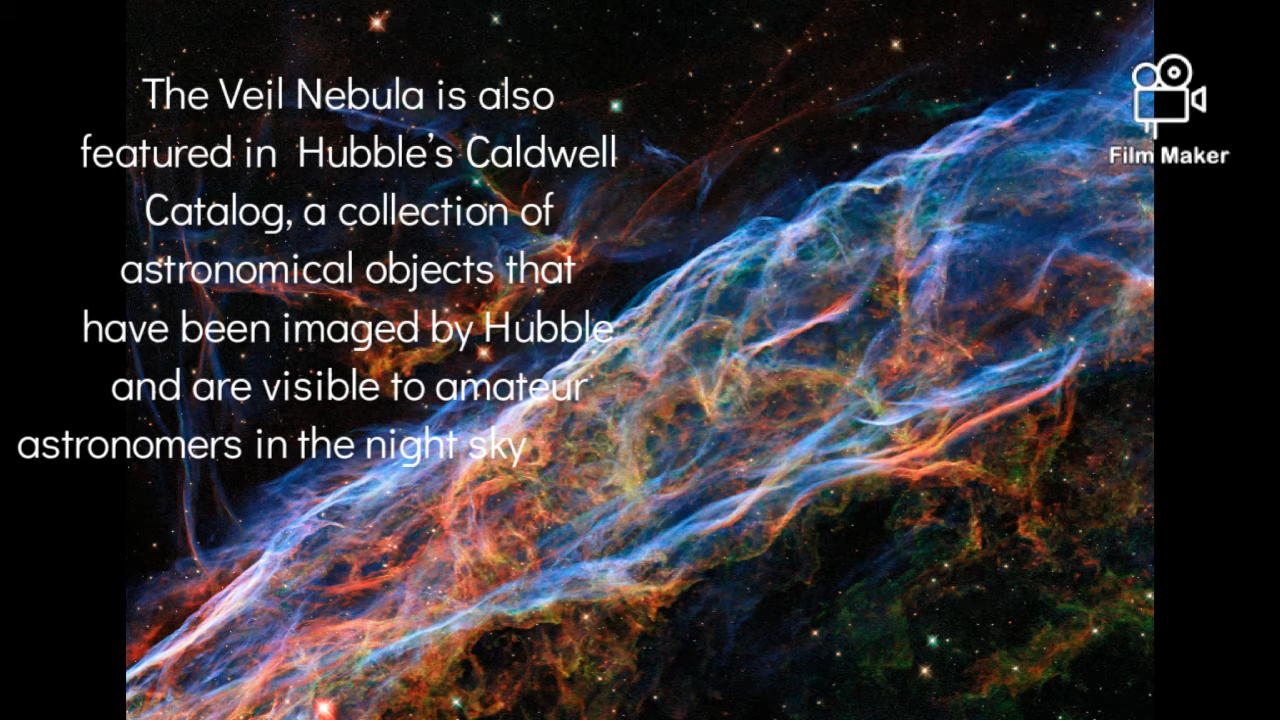 The Veil Nebula is also
featured in  Hubble’s Caldwell
Catalog, a collection of
astronomical objects that
have been imaged by Hubble
and are visible to amateur
astronomers in the night sky
Film Maker